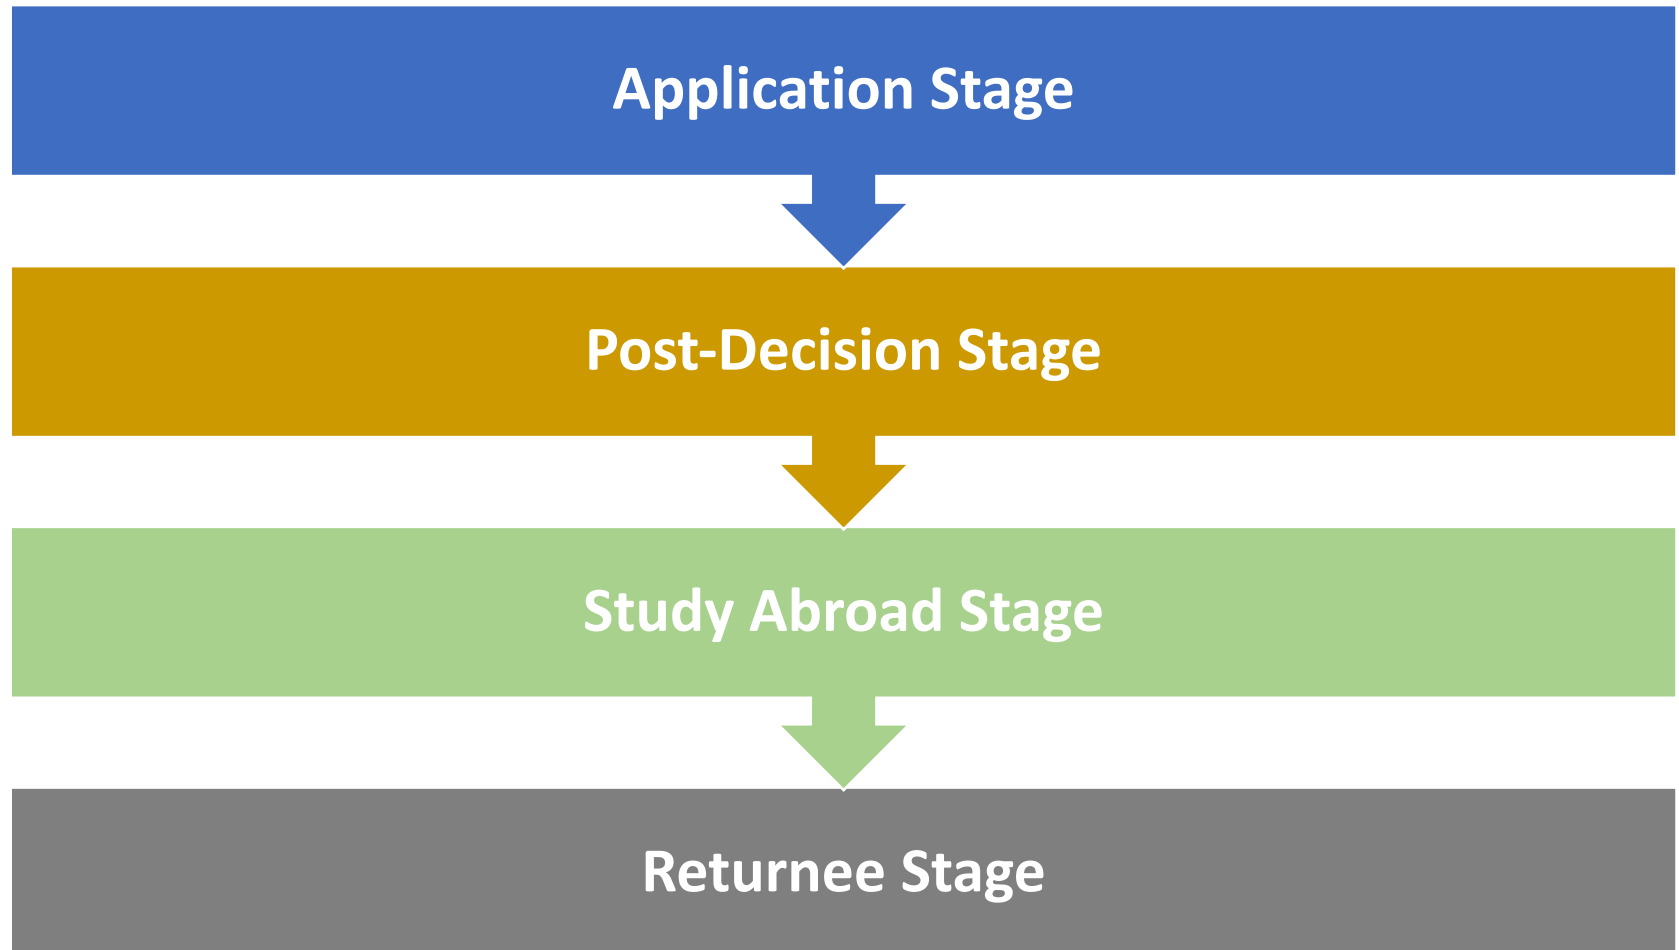 Application Stage
Post-Decision Stage
Study Abroad Stage
Returnee Stage